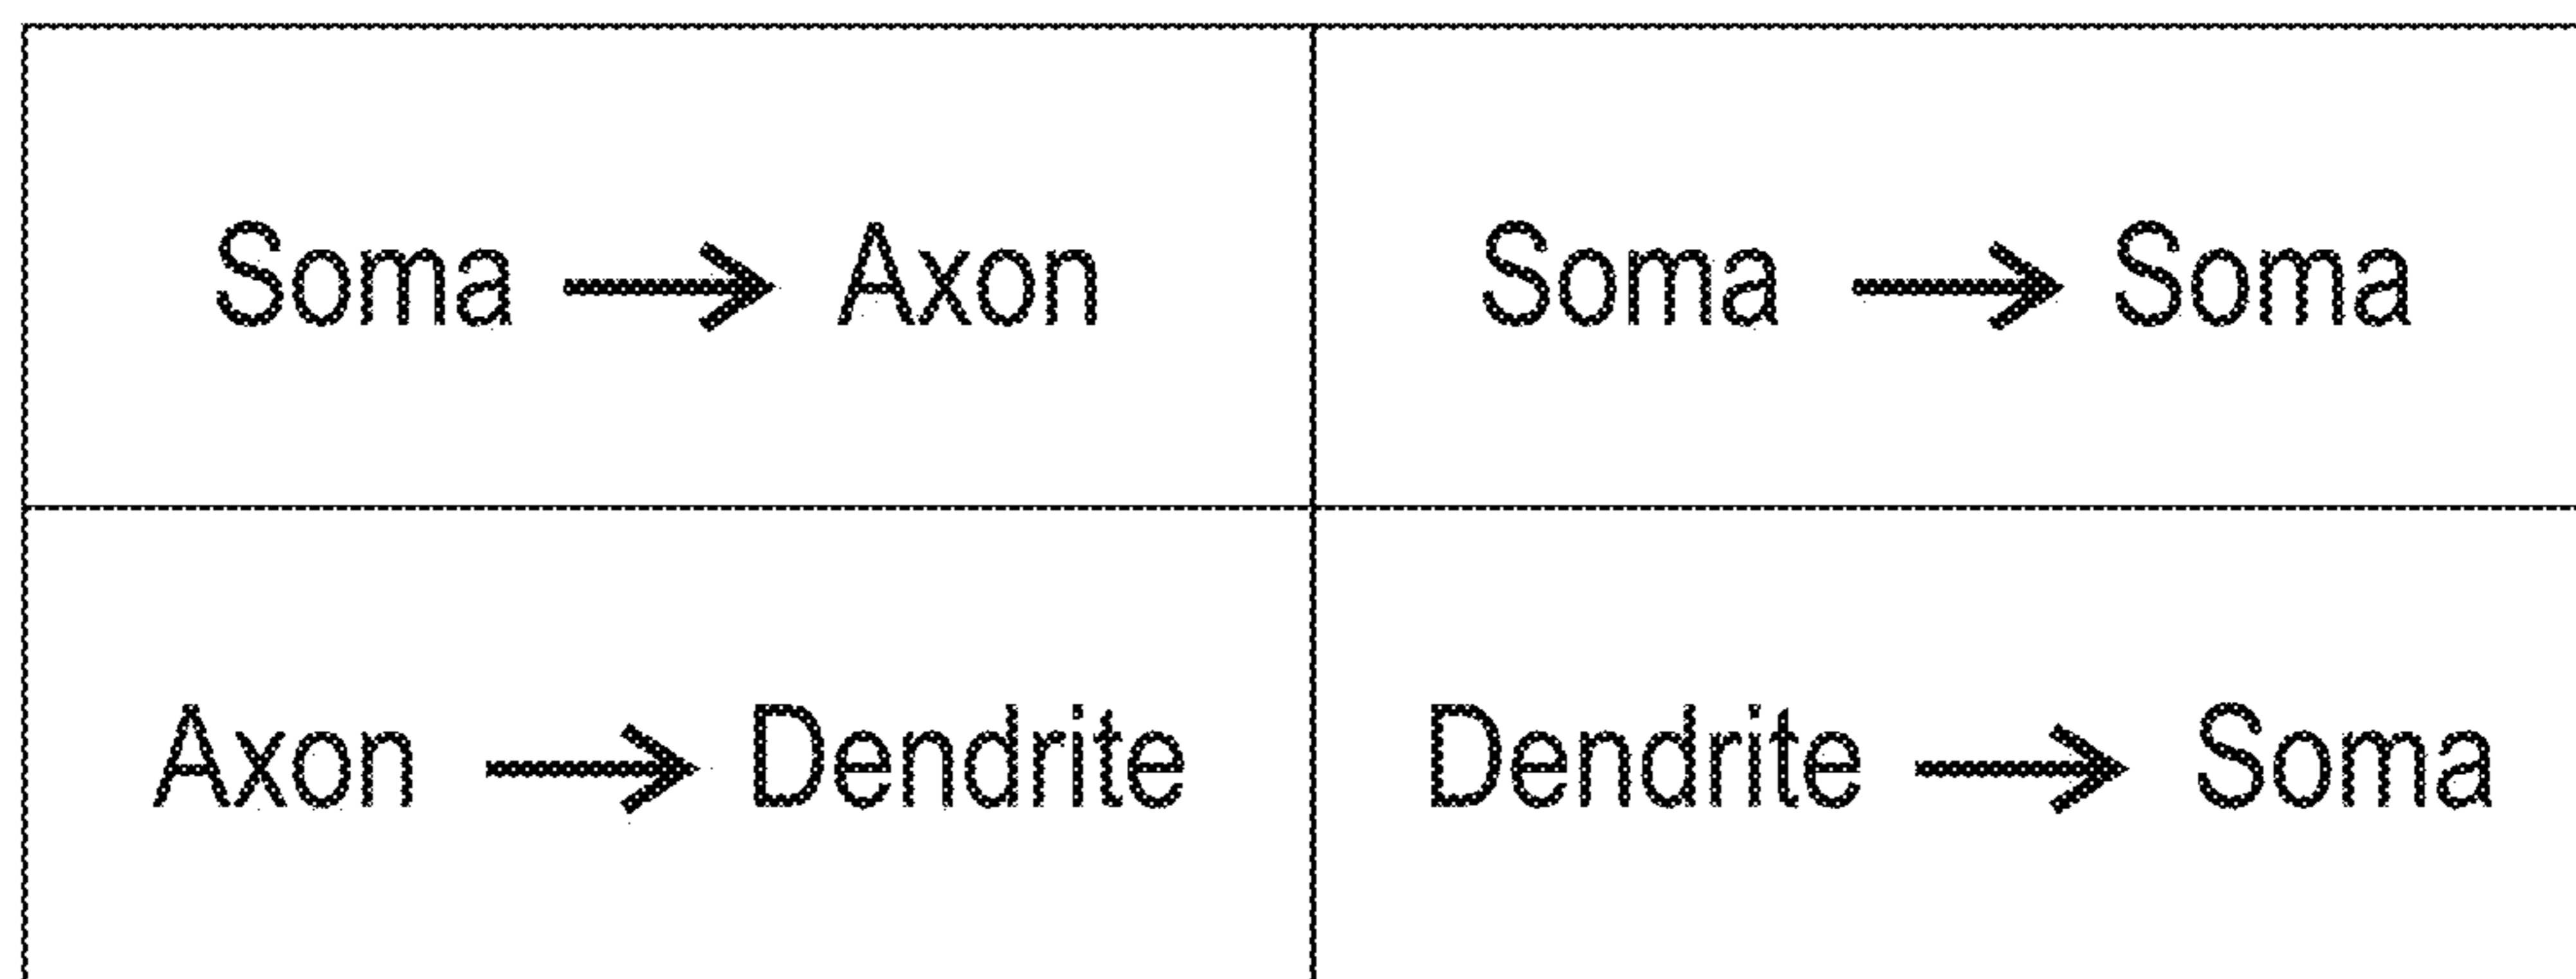 Soma → Axon
Soma → Soma
Axon → Dendrite
Dendrite → Soma